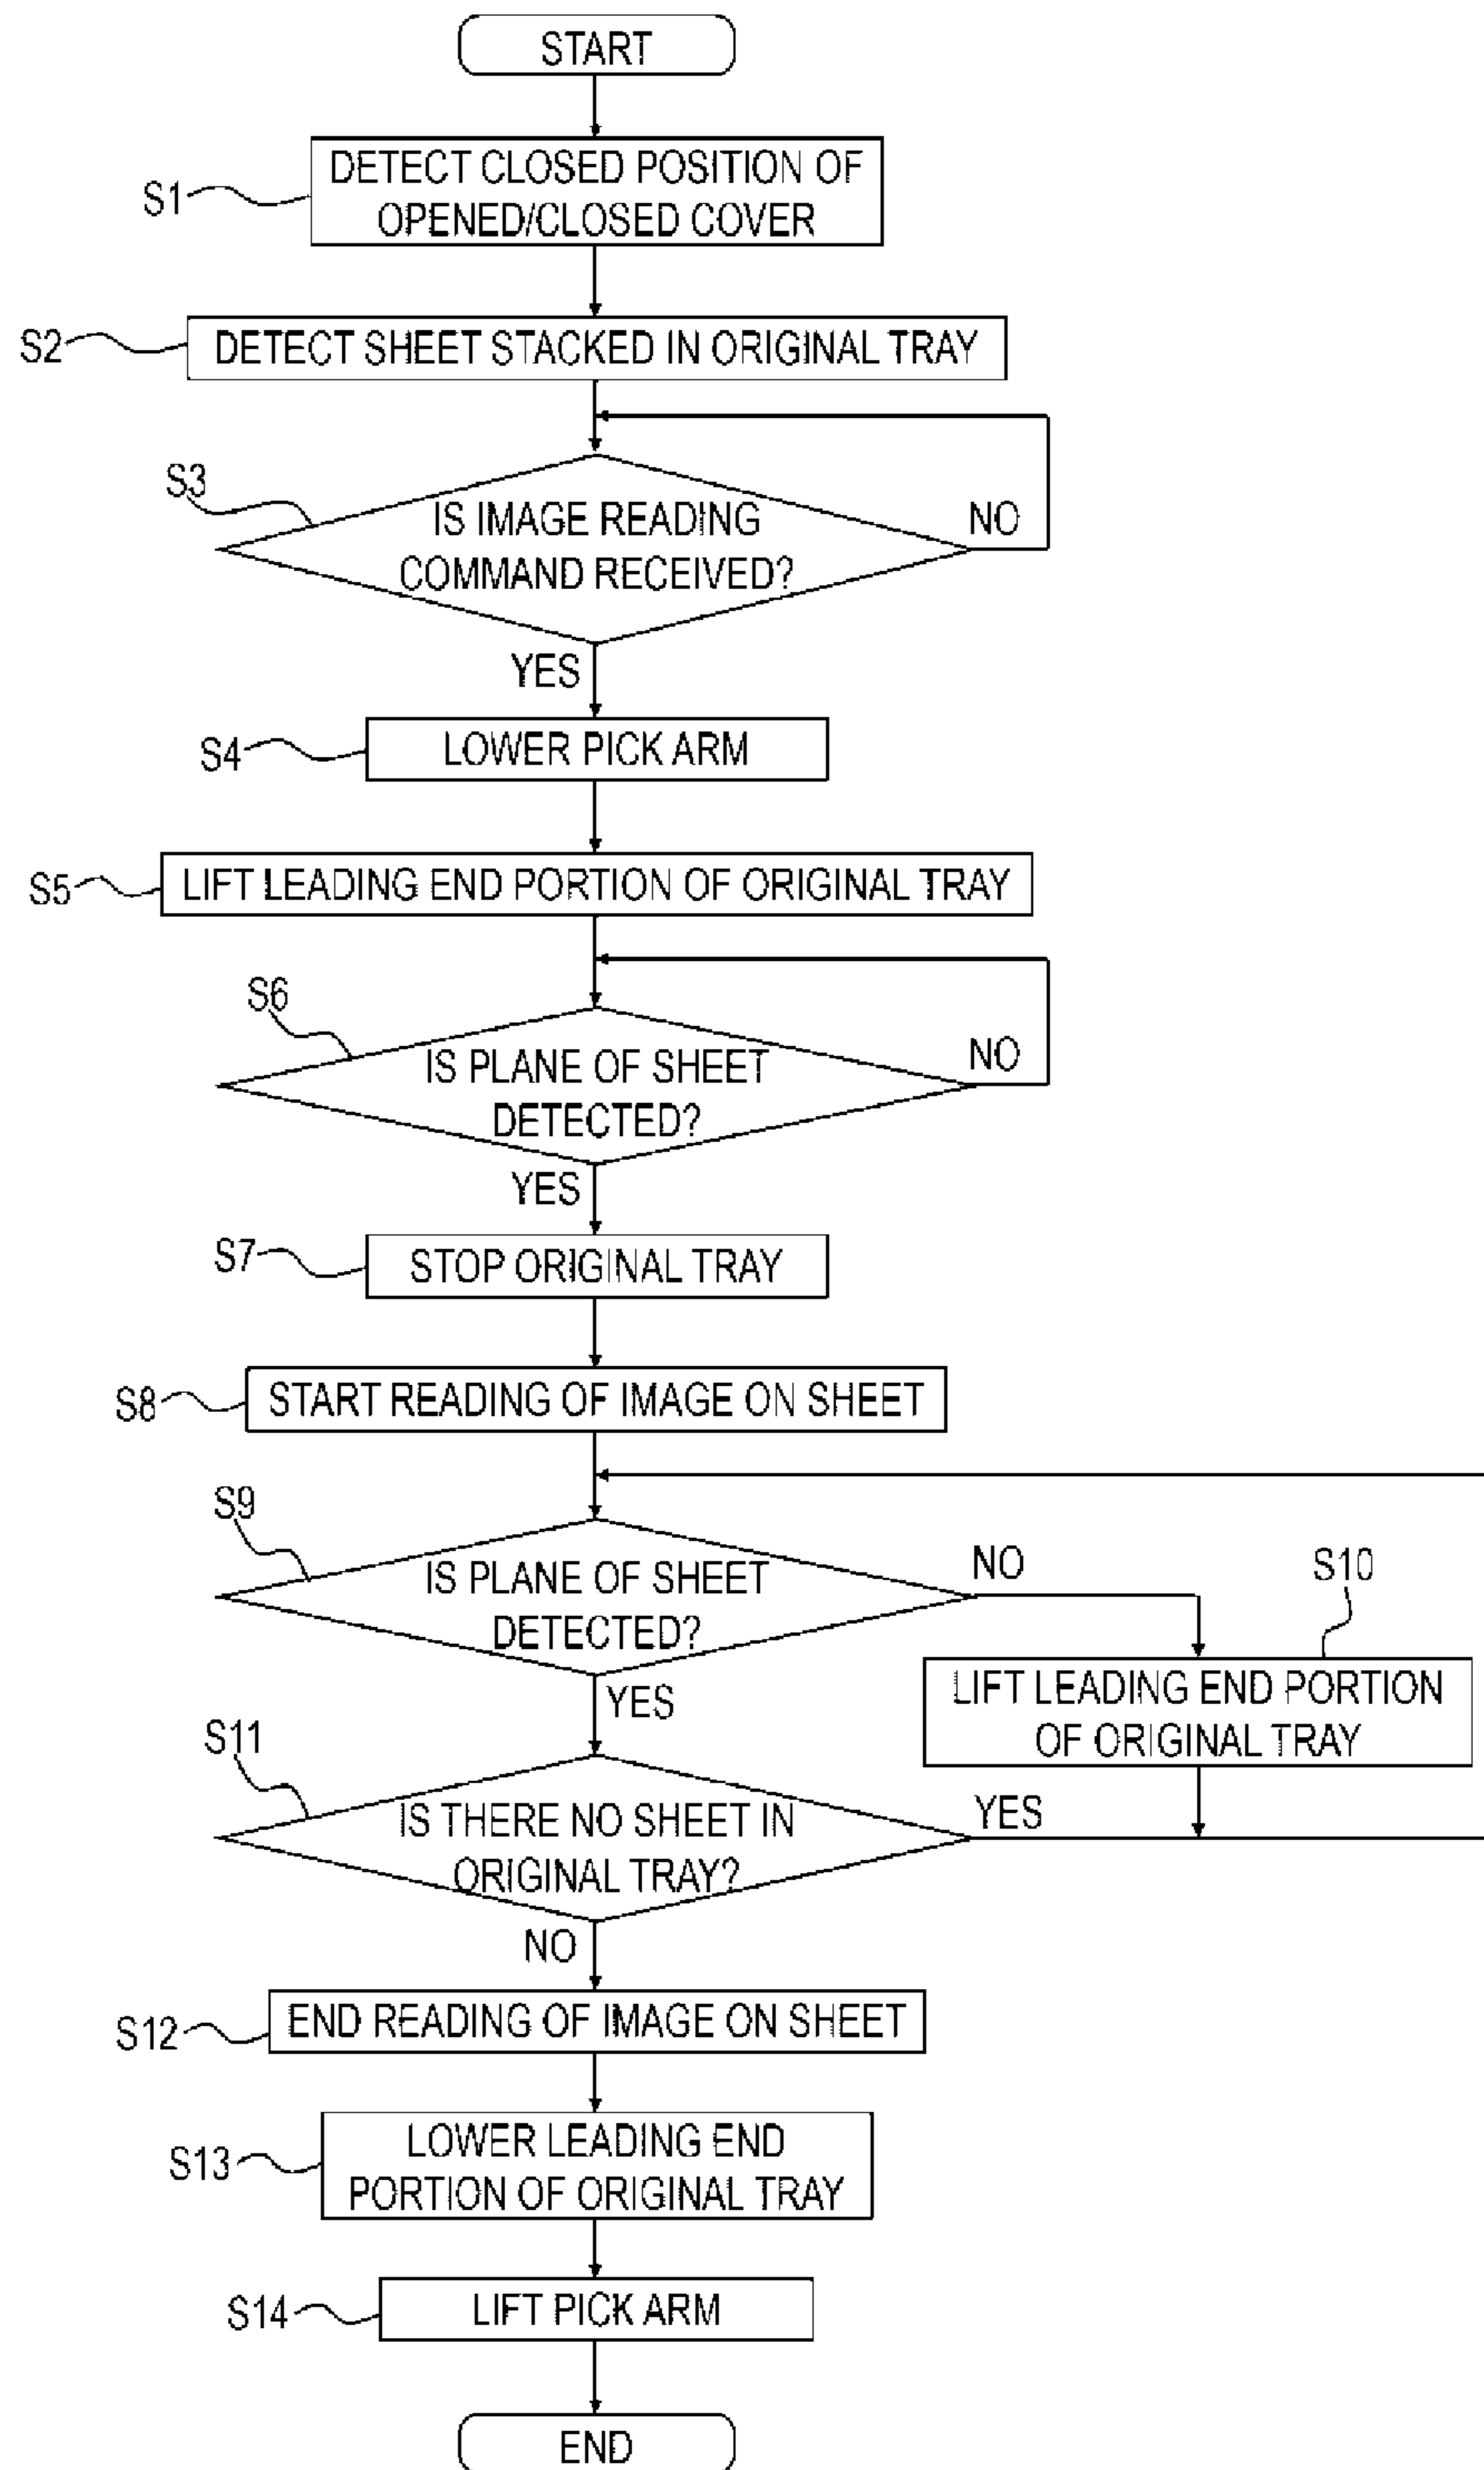 START
S1
DETECT CLOSED POSITION OF
OPENED/CLOSED COVER
S2
DETECT SHEET STACKED IN ORIGINAL TRAY
S3
IS IMAGE READING
COMMAND RECEIVED?
NO
YES
S4
LOWER PICK ARM
S5
LIFT LEADING END PORTION OF ORIGINAL TRAY
S6
IS PLANE OF SHEET
DETECTED?
NO
YES
S7
STOP ORIGINAL TRAY
S8
START READING OF IMAGE ON SHEET
S9
IS PLANE OF SHEET
DETECTED?
NO
YES
S10
LIFT LEADING END PORTION
OF ORIGINAL TRAY
S11
IS THERE NO SHEET IN
ORIGINAL TRAY?
YES
NO
S12
END READING OF IMAGE ON SHEET
S13
LOWER LEADING END
PORTION OF ORIGINAL TRAY
S14
LIFT PICK ARM
END